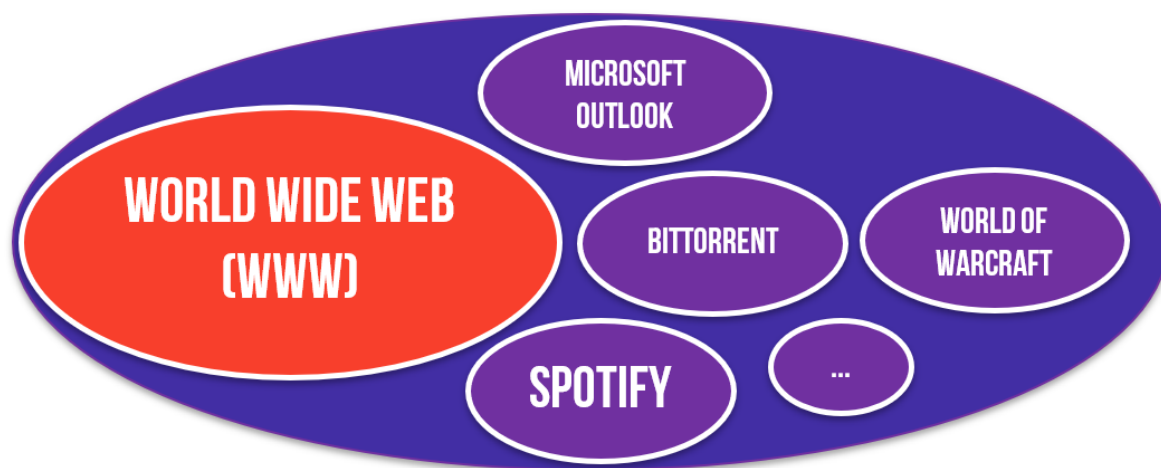 MICROSOFT
OUTLOOK
WORLD WIDE WEB
(WWW)
BITTORRENT
WORLD OF
WARCRAFT
SPOTIFY
...